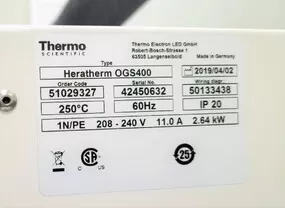 Thermo
SCIENTIFIC
Thermo Electron LED GmbH
Robert-Bosch-Strasse 1
63505 Langenselbold
Made in Germany
Type
Heratherm OGS400
2019/04/02
Order Code
Serial No.
Wiring diagr
51029327
42450632
50133438
250°C
60Hz
IP 20
1N/PE 208 - 240 V 11.0 A 2.64 kW
C US
25